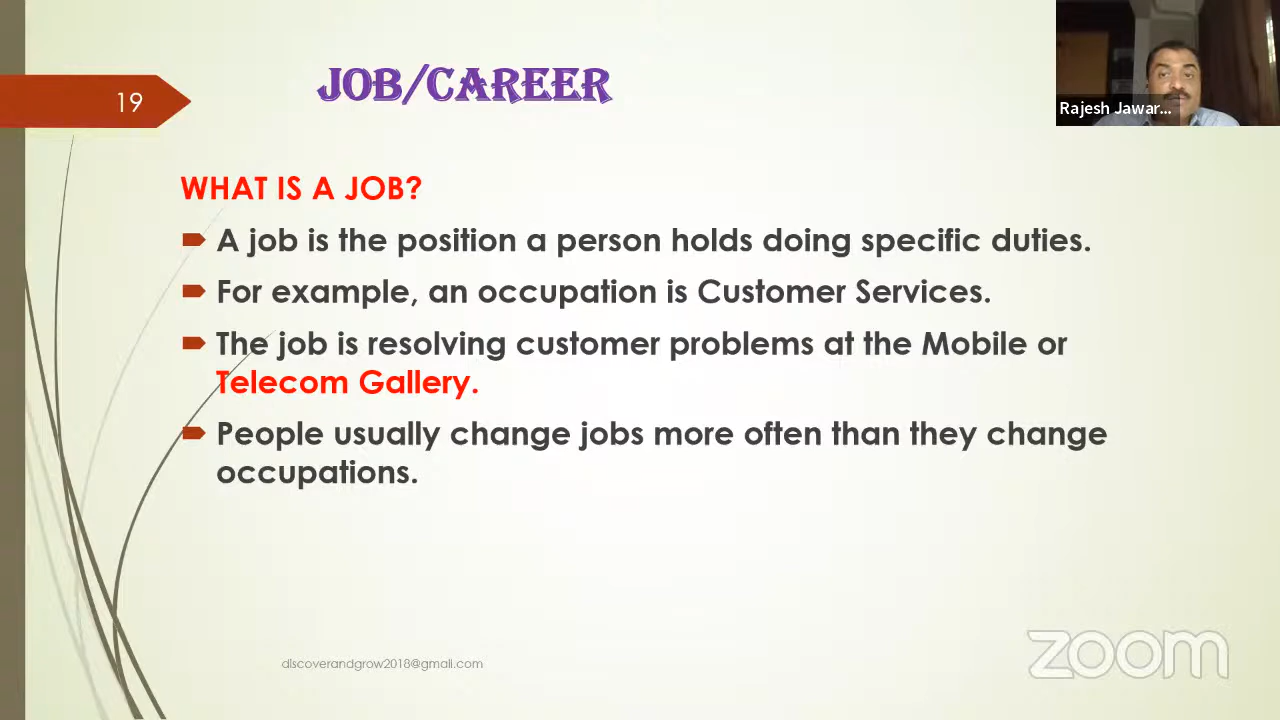 JOB/CAREER
19
Rajesh Jawar...
WHAT IS A JOB?
A job is the position a person holds doing specific duties.
For example, an occupation is Customer Services.
The job is resolving customer problems at the Mobile or
Telecom Gallery.
People usually change jobs more often than they change
occupations.
discoverandgrow2018@gmail.com
zoom